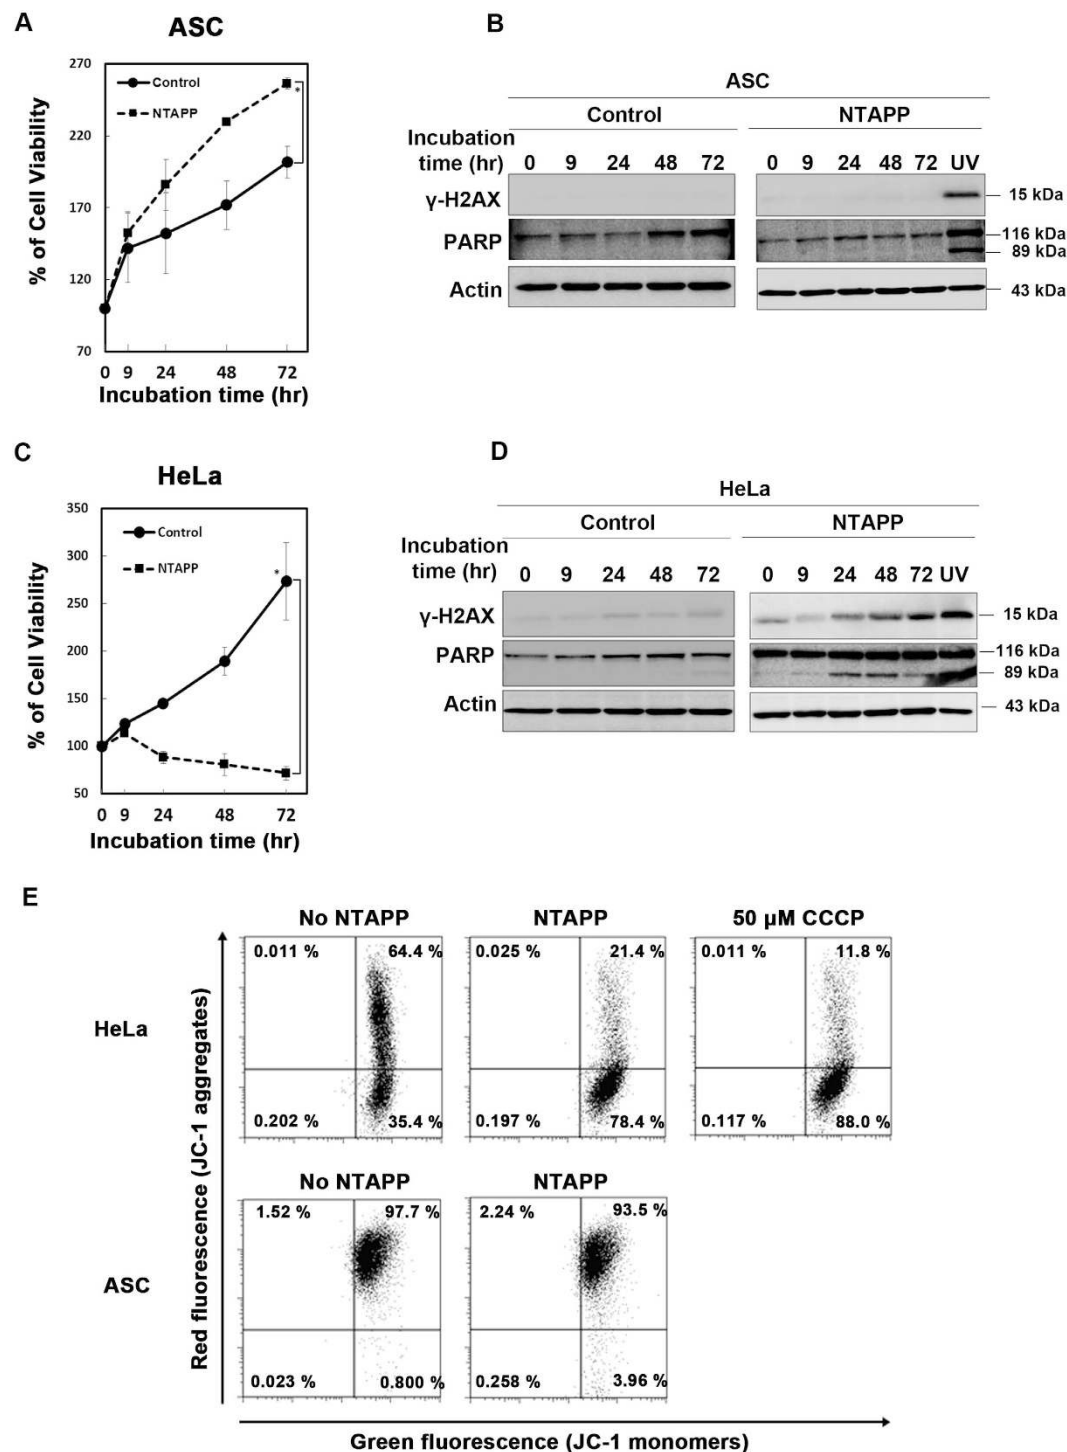 A
ASC
270
220
170
120
70
Control
NTAPP
*
% of Cell Viability
0 9 24 48 72
Incubation time (hr)
B
ASC
Control NTAPP
Incubation
time (hr) 0 9 24 48 72 0 9 24 48 72 UV
γ-H2AX 15 kDa
PARP 116 kDa
89 kDa
Actin 43 kDa
C
HeLa
350
300
250
200
150
100
50
Control
NTAPP
*
% of Cell Viability
0 9 24 48 72
Incubation time (hr)
D
HeLa
Control NTAPP
Incubation
time (hr) 0 9 24 48 72 0 9 24 48 72 UV
γ-H2AX 15 kDa
PARP 116 kDa
89 kDa
Actin 43 kDa
E
No NTAPP NTAPP 50 µM CCCP
HeLa
0.011 % 64.4 % 0.025 % 21.4 % 0.011 % 11.8 %
0.202 % 35.4 % 0.197 % 78.4 % 0.117 % 88.0 %
No NTAPP NTAPP
ASC
1.52 % 97.7 % 2.24 % 93.5 %
0.023 % 0.800 % 0.258 % 3.96 %
Red fluorescence (JC-1 aggregates)
Green fluorescence (JC-1 monomers)